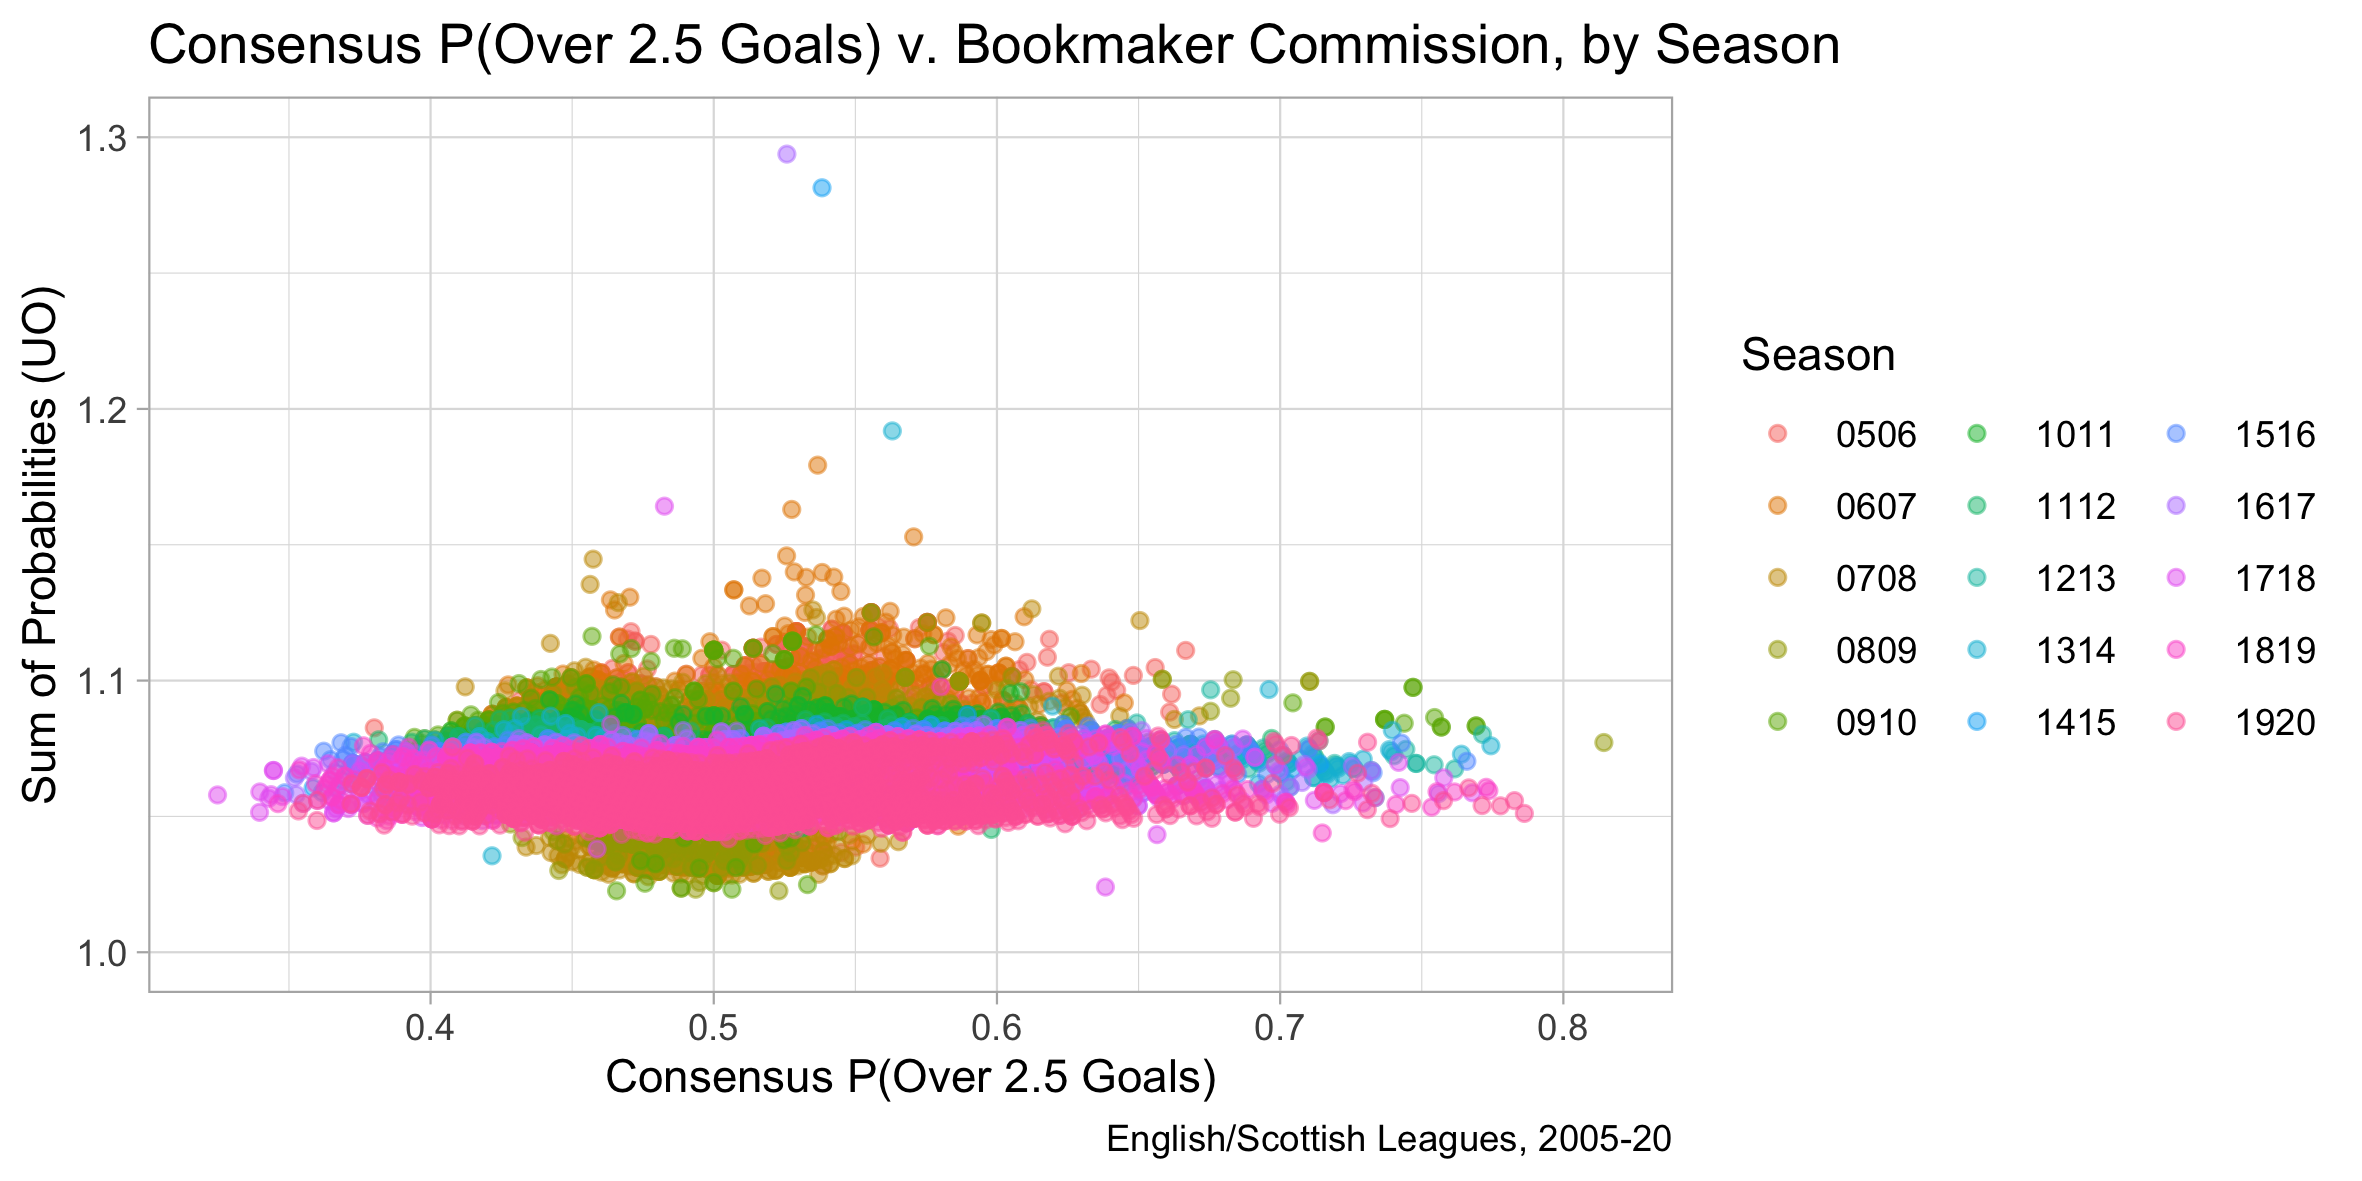 Consensus P(Over 2.5 Goals) v. Bookmaker Commission, by Season
1.3
1.2
1.1
1.0
Sum of Probabilities (UO)
0.4 0.5 0.6 0.7 0.8
Consensus P(Over 2.5 Goals)
English/Scottish Leagues, 2005-20
Season
0506 1011 1516
0607 1112 1617
0708 1213 1718
0809 1314 1819
0910 1415 1920